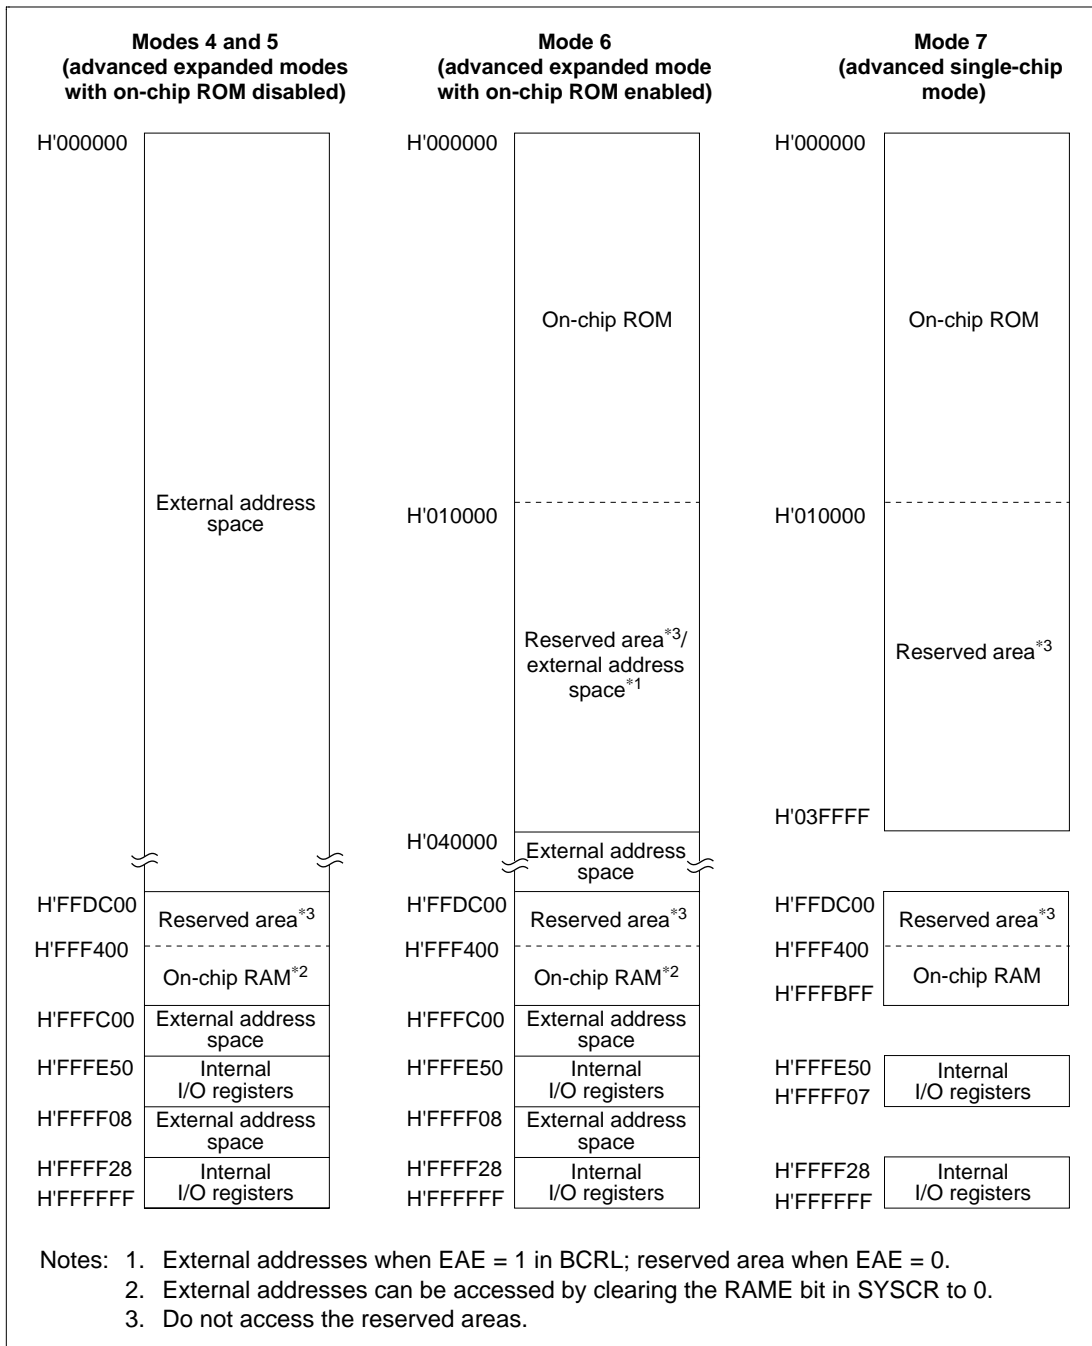 Modes 4 and 5
(advanced expanded modes
with on-chip ROM disabled)
H'000000
External address
space
H'FFDC00
Reserved area*3
H'FFF400
On-chip RAM*2
H'FFFC00
External address
space
H'FFFE50
Internal
I/O registers
H'FFFF08
External address
space
H'FFFF28
Internal
I/O registers
H'FFFFFF
Mode 6
(advanced expanded mode
with on-chip ROM enabled)
H'000000
On-chip ROM
H'010000
Reserved area*3/
external address
space*1
H'040000
External address
space
H'FFDC00
Reserved area*3
H'FFF400
On-chip RAM*2
H'FFFC00
External address
space
H'FFFE50
Internal
I/O registers
H'FFFF08
External address
space
H'FFFF28
Internal
I/O registers
H'FFFFFF
Mode 7
(advanced single-chip
mode)
H'000000
On-chip ROM
H'010000
Reserved area*3
H'03FFFF
H'FFDC00
Reserved area*3
H'FFF400
On-chip RAM
H'FFFBFF
H'FFFE50
Internal
I/O registers
H'FFFF07
H'FFFF28
Internal
I/O registers
H'FFFFFF
Notes: 1. External addresses when EAE = 1 in BCRL; reserved area when EAE = 0.
2. External addresses can be accessed by clearing the RAME bit in SYSCR to 0.
3. Do not access the reserved areas.